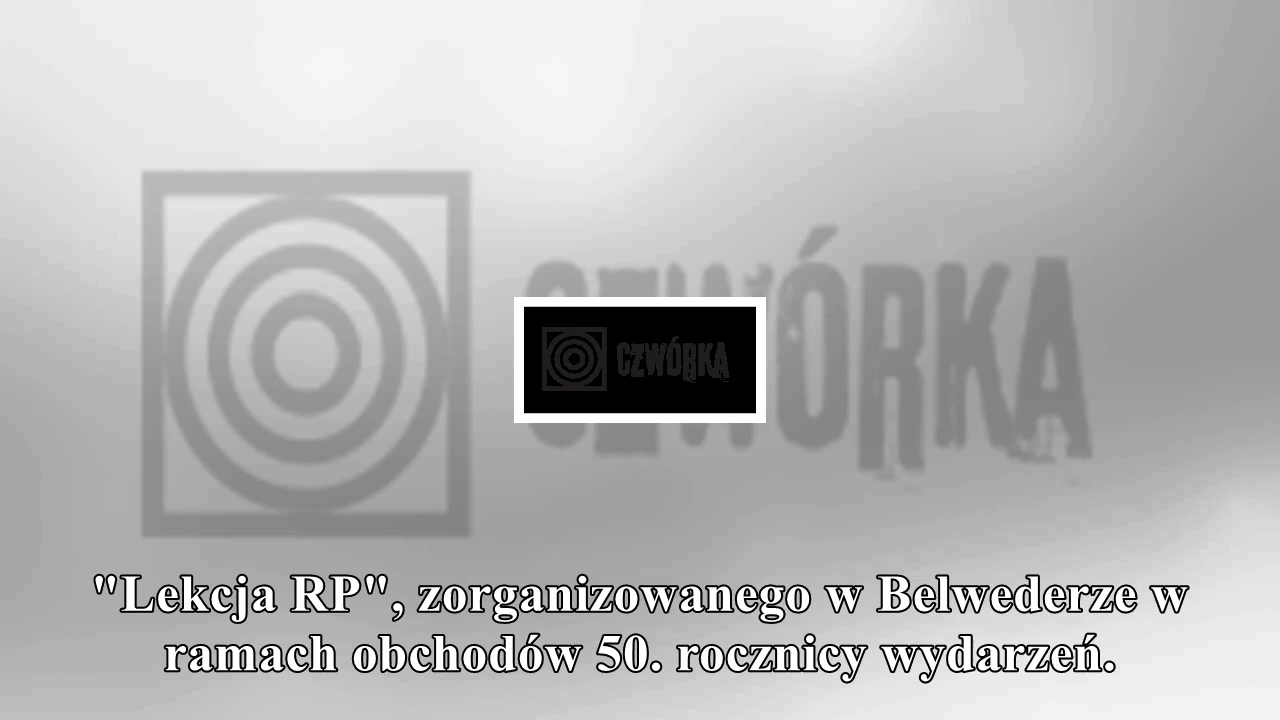 CZWÓRKA
CZWÓRKA
"Lekcja RP", zorganizowanego w Belwederze w
ramach obchodów 50. rocznicy wydarzeń.